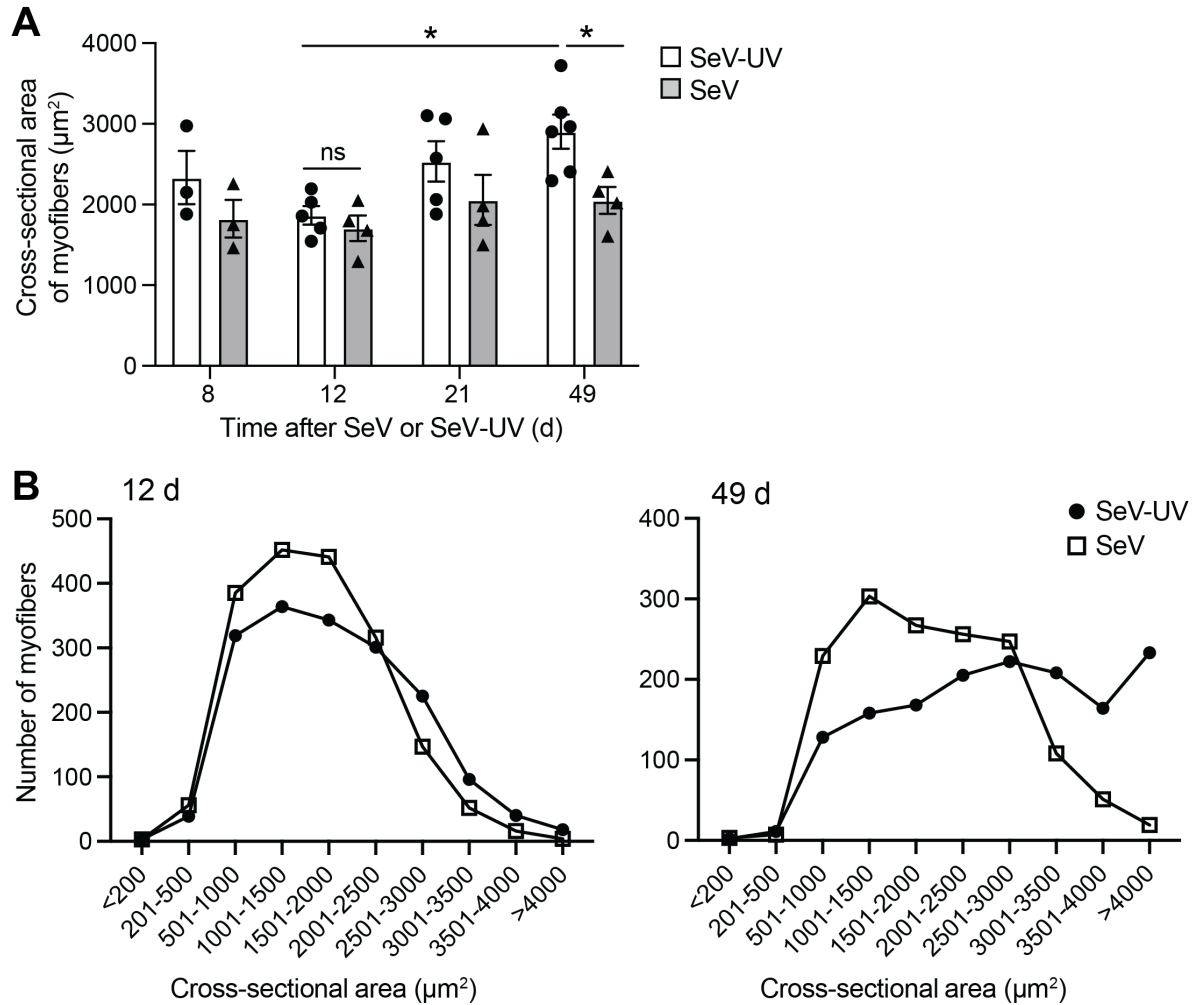 A
Cross-sectional area
of myofibers (µm²)
4000
3000
2000
1000
0
*
*
ns
SeV-UV
SeV
8
12
21
49
Time after SeV or SeV-UV (d)
B
12 d
Number of myofibers
500
400
300
200
100
0
<200
201-500
501-1000
1001-1500
1501-2000
2001-2500
2501-3000
3001-3500
3501-4000
>4000
Cross-sectional area (µm²)
49 d
SeV-UV
SeV
400
300
200
100
0
<200
201-500
501-1000
1001-1500
1501-2000
2001-2500
2501-3000
3001-3500
3501-4000
>4000
Cross-sectional area (µm²)